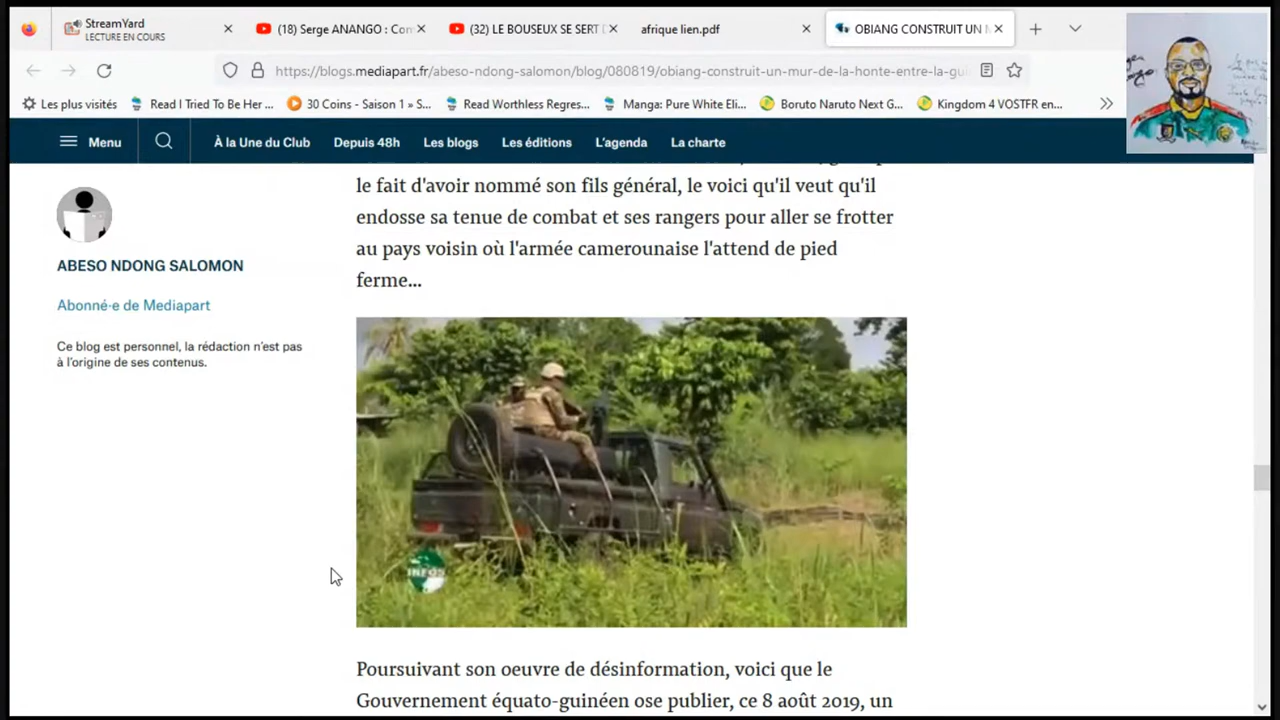 StreamYard
LECTURE EN COURS
(18) Serge ANANGO : Con
(32) LE BOUSEUX SE SERT D
afrique lien.pdf
OBIANG CONSTRUIT UN M
https://blogs.mediapart.fr/abeso-ndong-salomon/blog/080819/obiang-construit-un-mur-de-la-honte-entre-la-gui
Les plus visités
Read I Tried To Be Her ...
30 Coins - Saison 1 » S...
Read Worthless Regres...
Manga: Pure White Eli...
Boruto Naruto Next G...
Kingdom 4 VOSTFR en...
Menu
À la Une du Club
Depuis 48h
Les blogs
Les éditions
L'agenda
La charte
ABESO NDONG SALOMON
Abonné·e de Mediapart
Ce blog est personnel, la rédaction n'est pas
à l'origine de ses contenus.
le fait d'avoir nommé son fils général, le voici qu'il veut qu'il
endosse sa tenue de combat et ses rangers pour aller se frotter
au pays voisin où l'armée camerounaise l'attend de pied
ferme...
INFOS
Poursuivant son oeuvre de désinformation, voici que le
Gouvernement équato-guinéen ose publier, ce 8 août 2019, un